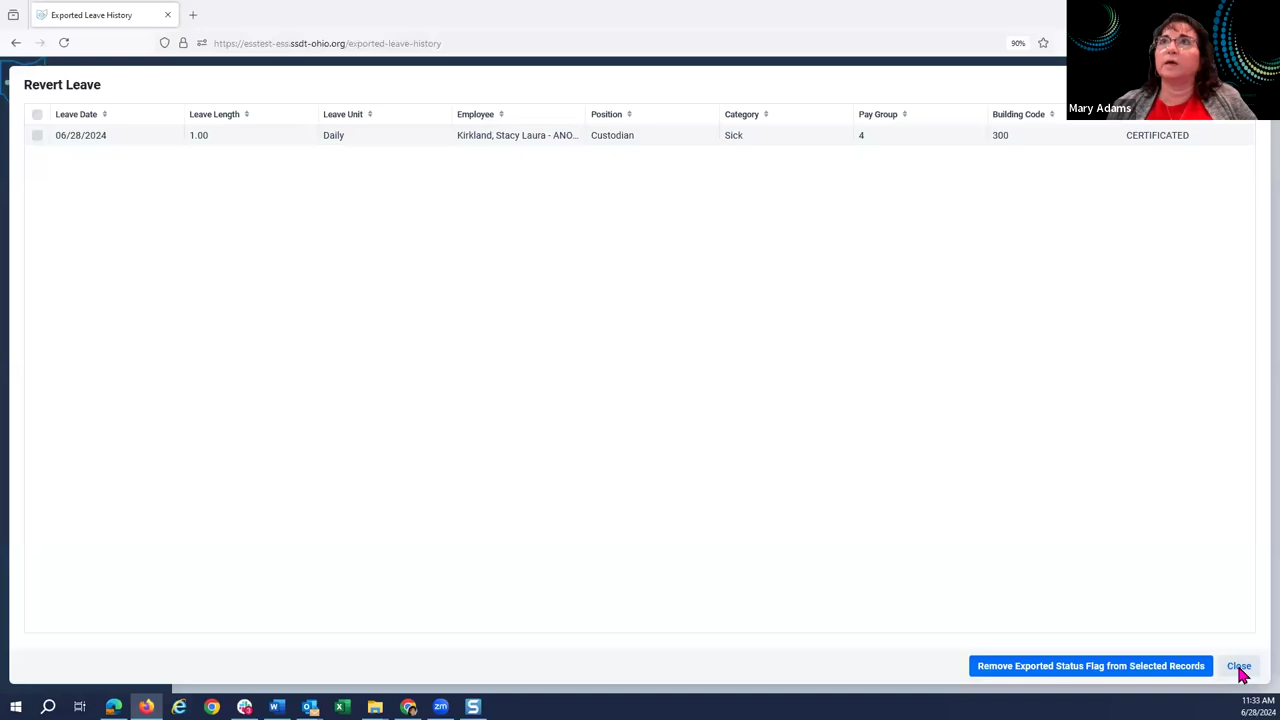 Exported Leave History
https://esstest-ess.ssdt-ohio.org/exported-leave-history
90%
Mary Adams
Revert Leave
Leave Date Leave Length Leave Unit Employee Position Category Pay Group Building Code
06/28/2024 1.00 Daily Kirkland, Stacy Laura - ANO... Custodian Sick 4 300 CERTIFICATED
Remove Exported Status Flag from Selected Records Close
11:33 AM
6/28/2024